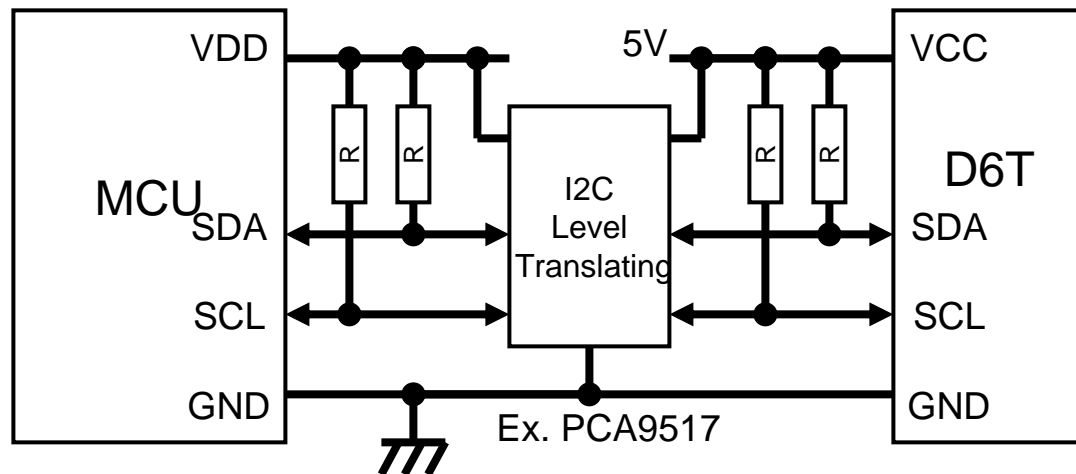 VDD
5V
VCC
R
R
R
R
MCU
I2C
Level
Translating
D6T
SDA
SDA
SCL
SCL
GND
GND
Ex. PCA9517